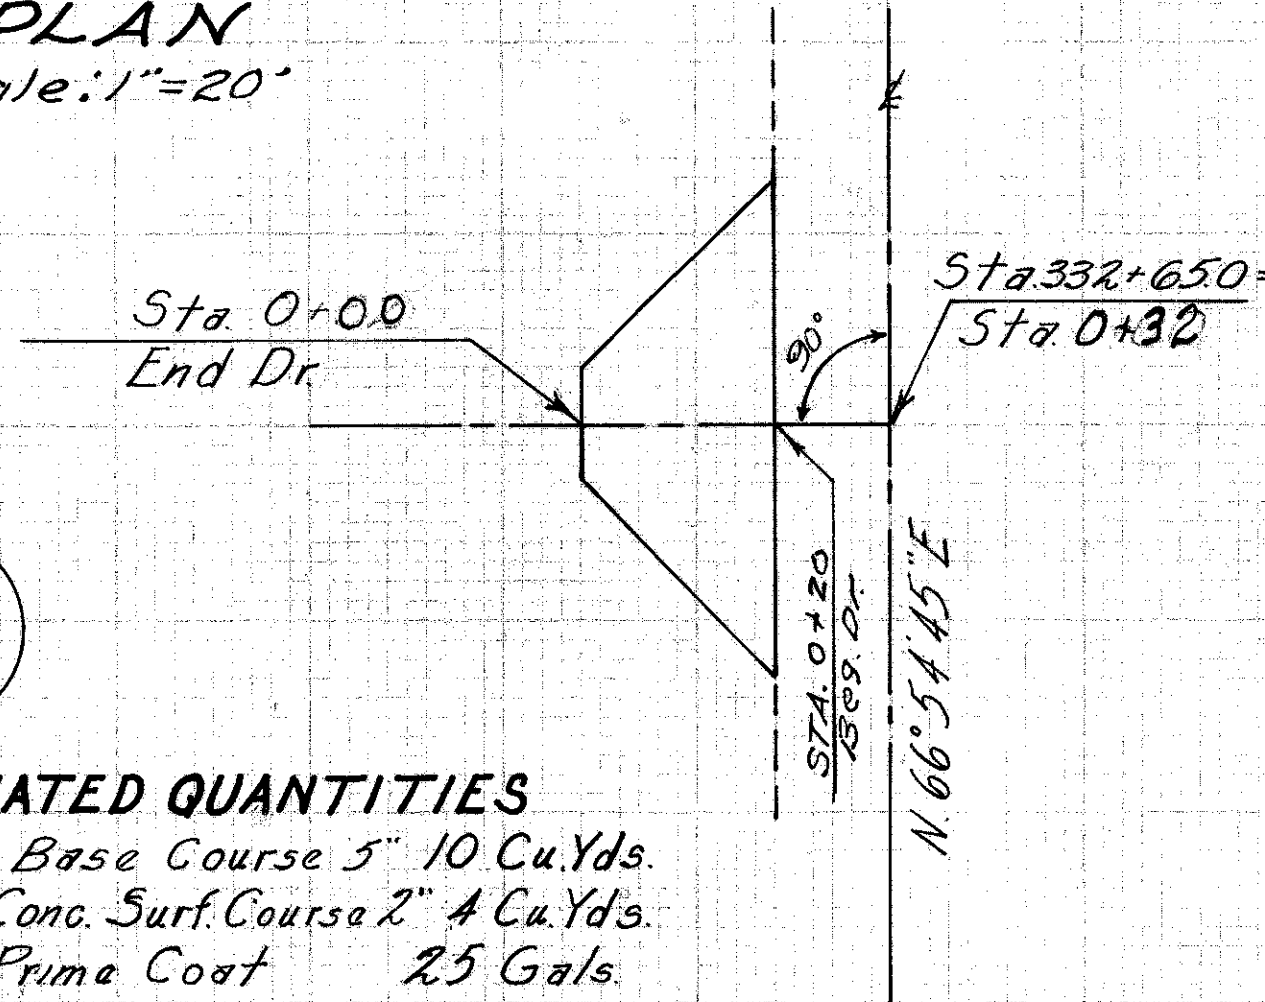 PLAN
ale: 1"=20'
℄
Sta. 0+00
End Dr.
90°
Sta. 332+65.0=
Sta. 0+32
STA. 0+20
Beg. Dr.
N. 66° 54' 45" E
ATED QUANTITIES
Base Course 5" 10 Cu. Yds.
Conc. Surf. Course 2" 4 Cu. Yds.
Prime Coat 25 Gals.